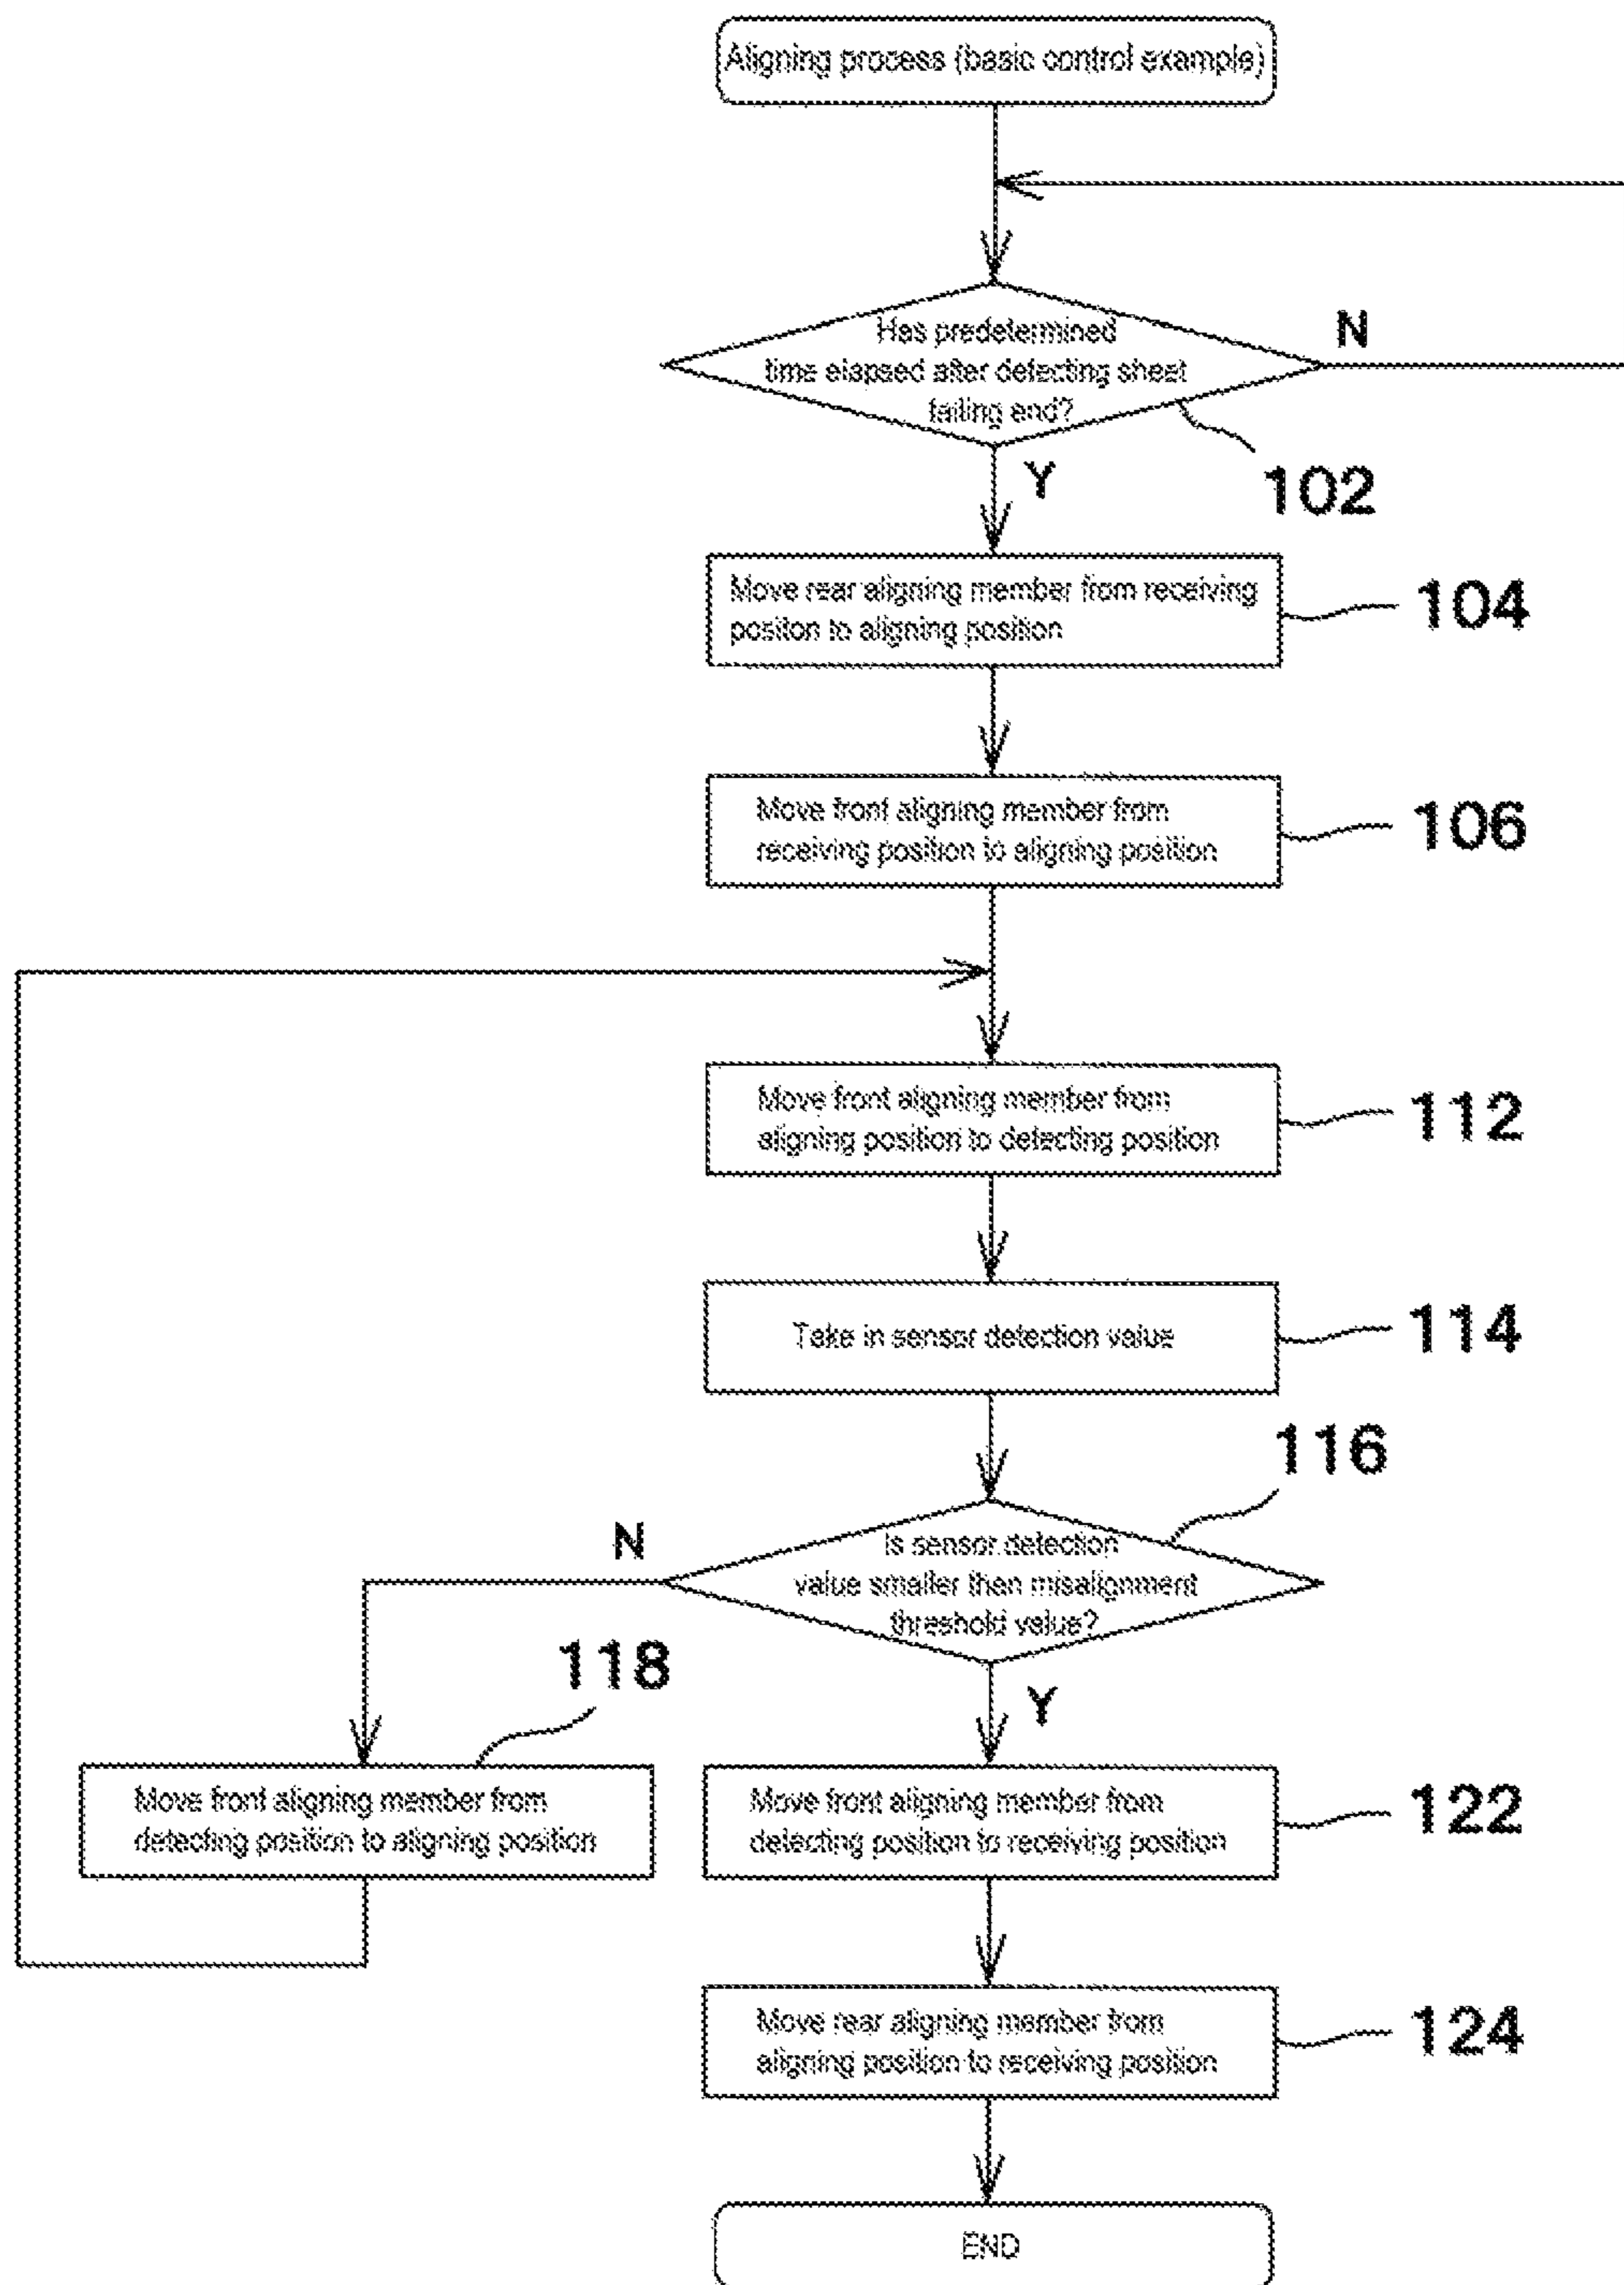 Aligning process (basic control example)
Has predetermined
time elapsed after detecting sheet
tailing end?
N
102
Y
Move rear aligning member from receiving
positon to aligning position
104
Move front aligning member from
receiving position to aligning position
106
Move front aligning member from
aligning position to detecting position
112
Take in sensor detection value
114
116
Is sensor detection
value smaller than misalignment
threshold value?
N
Y
118
Move front aligning member from
detecting position to aligning position
Move front aligning member from
detecting position to receiving position
122
Move rear aligning member from
aligning position to receiving position
124
END